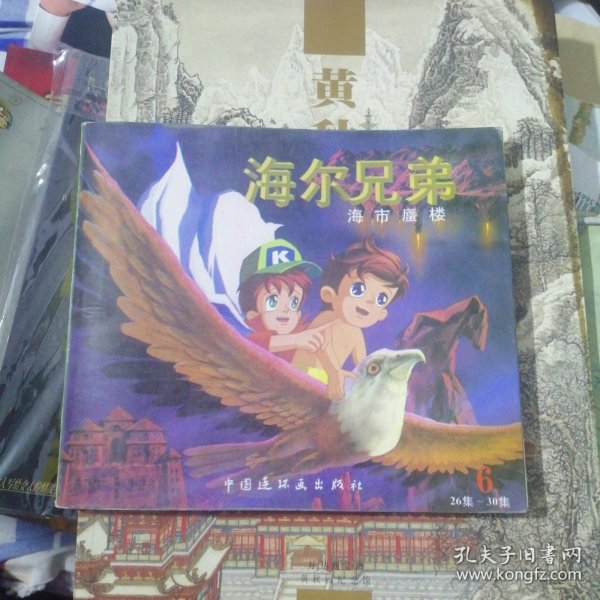 黄
海尔兄弟
海市蜃楼
K
中国连环画出版社
6
26集~30集
孔夫子旧书网
www.kongfz.com